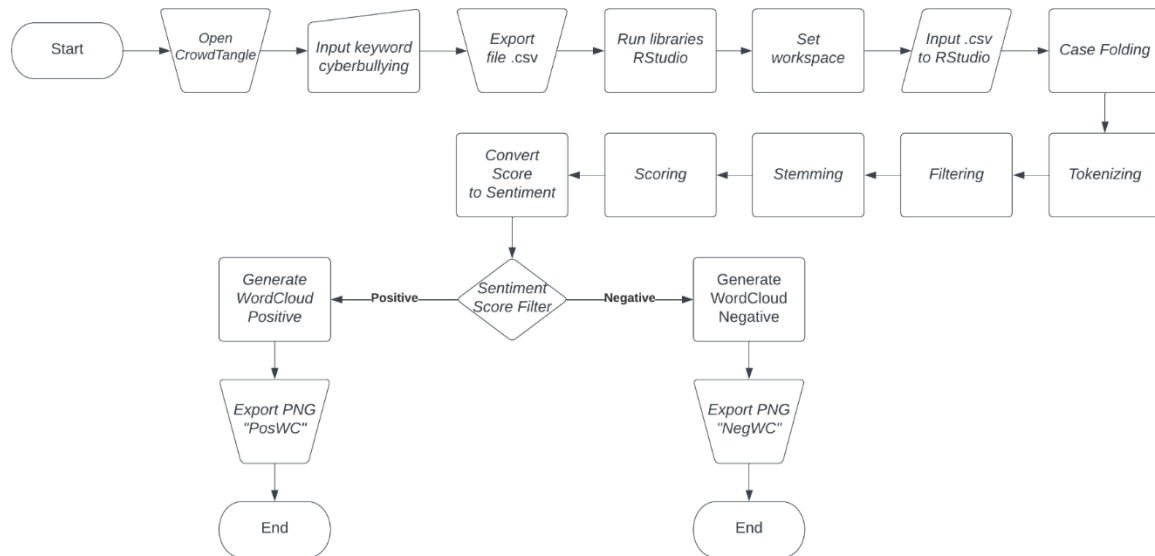 Start
Open
CrowdTangle
Input keyword
cyberbullying
Export
file .csv
Run libraries
RStudio
Set
workspace
Input .csv
to RStudio
Case Folding
Tokenizing
Filtering
Stemming
Scoring
Convert
Score
to Sentiment
Sentiment
Score Filter
Positive
Generate
WordCloud
Positive
Export PNG
"PosWC"
End
Negative
Generate
WordCloud
Negative
Export PNG
"NegWC"
End